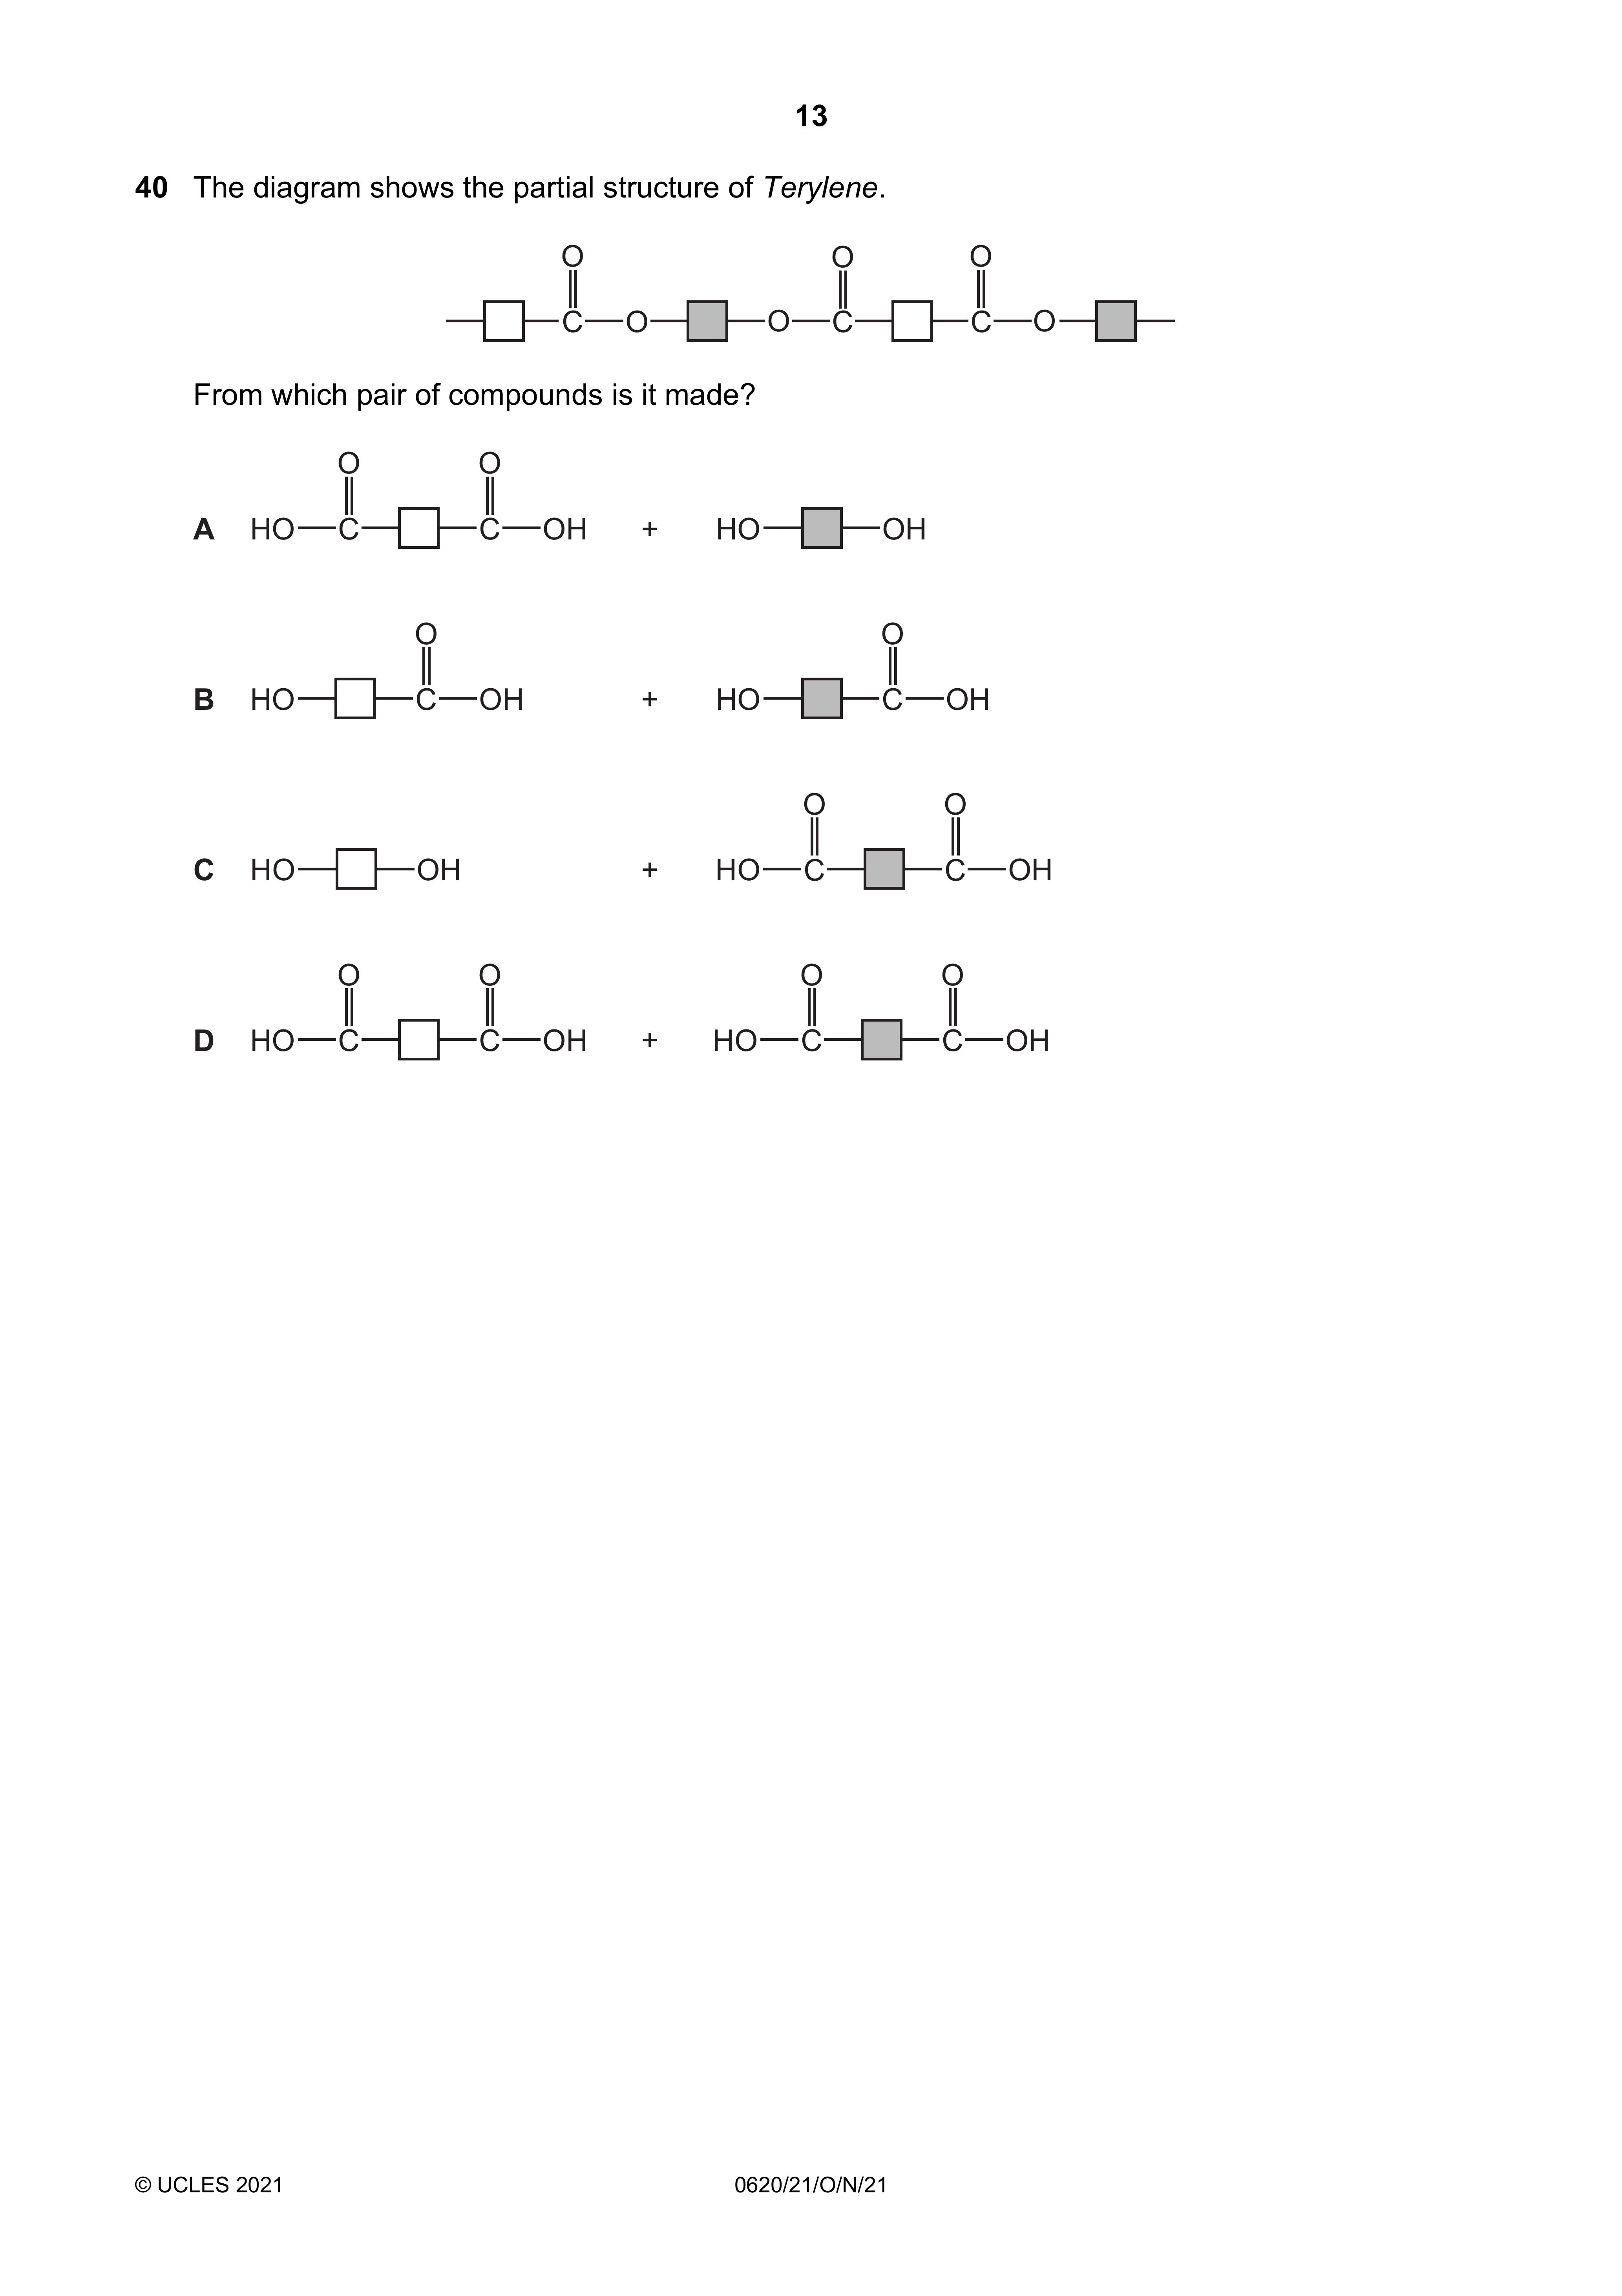 13
40 The diagram shows the partial structure of Terylene.
O O O
C O O C C O
From which pair of compounds is it made?
O O
A HO C C OH + HO OH
O O
B HO C OH + HO C OH
O O
C HO OH + HO C C OH
O O O O
D HO C C OH + HO C C OH
© UCLES 2021 0620/21/O/N/21